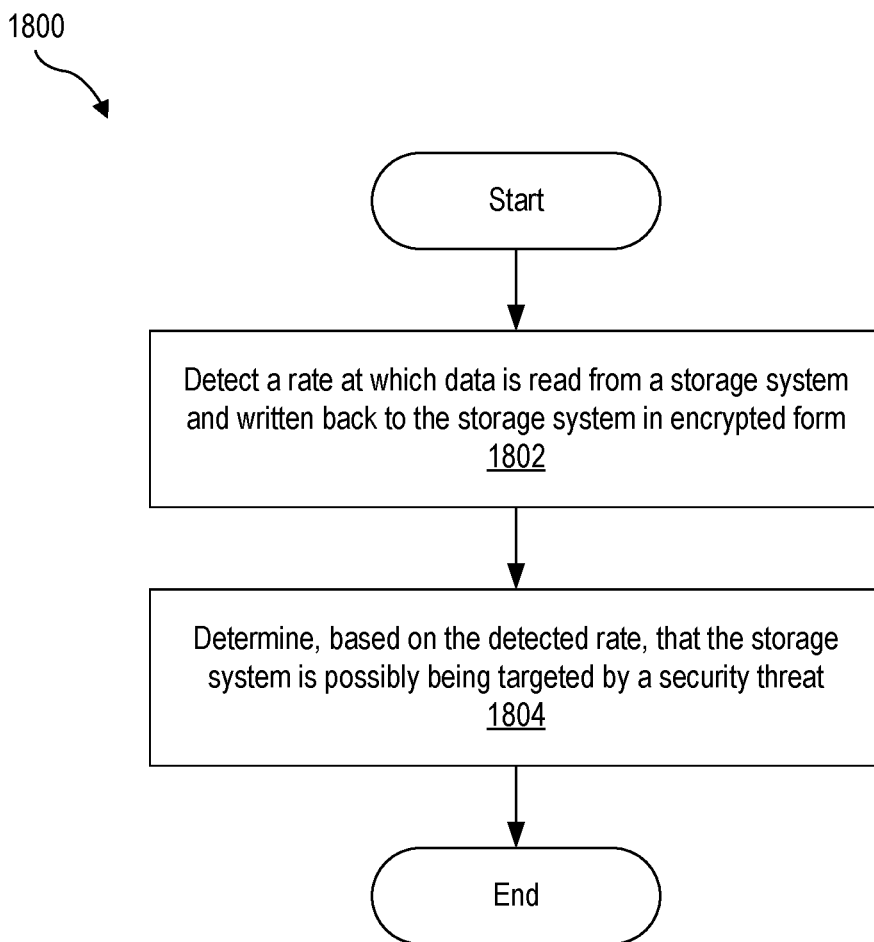 1800
Start
Detect a rate at which data is read from a storage system
and written back to the storage system in encrypted form
1802
Determine, based on the detected rate, that the storage
system is possibly being targeted by a security threat
1804
End